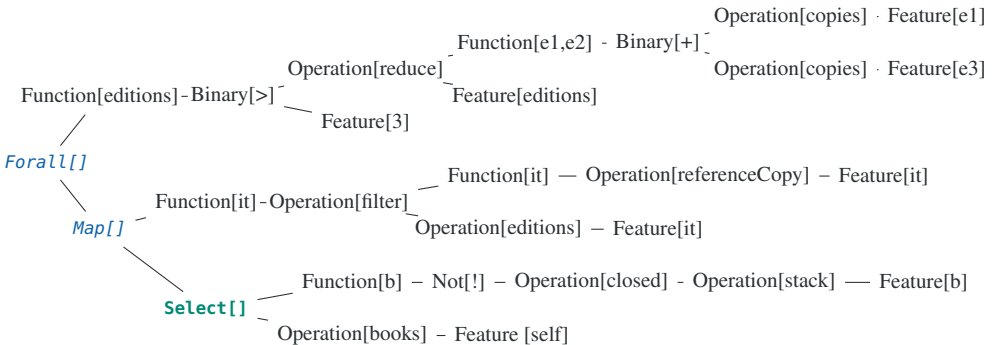 Operation[copies] · Feature[e1]
Function[e1,e2] - Binary[+]
Operation[copies] · Feature[e3]
Operation[reduce]
Function[editions] - Binary[>]
Feature[editions]
Feature[3]
Forall[]
Function[it] — Operation[referenceCopy] – Feature[it]
Function[it] - Operation[filter]
Map[]
Operation[editions] – Feature[it]
Function[b] – Not[!] – Operation[closed] - Operation[stack] — Feature[b]
Select[]
Operation[books] – Feature [self]